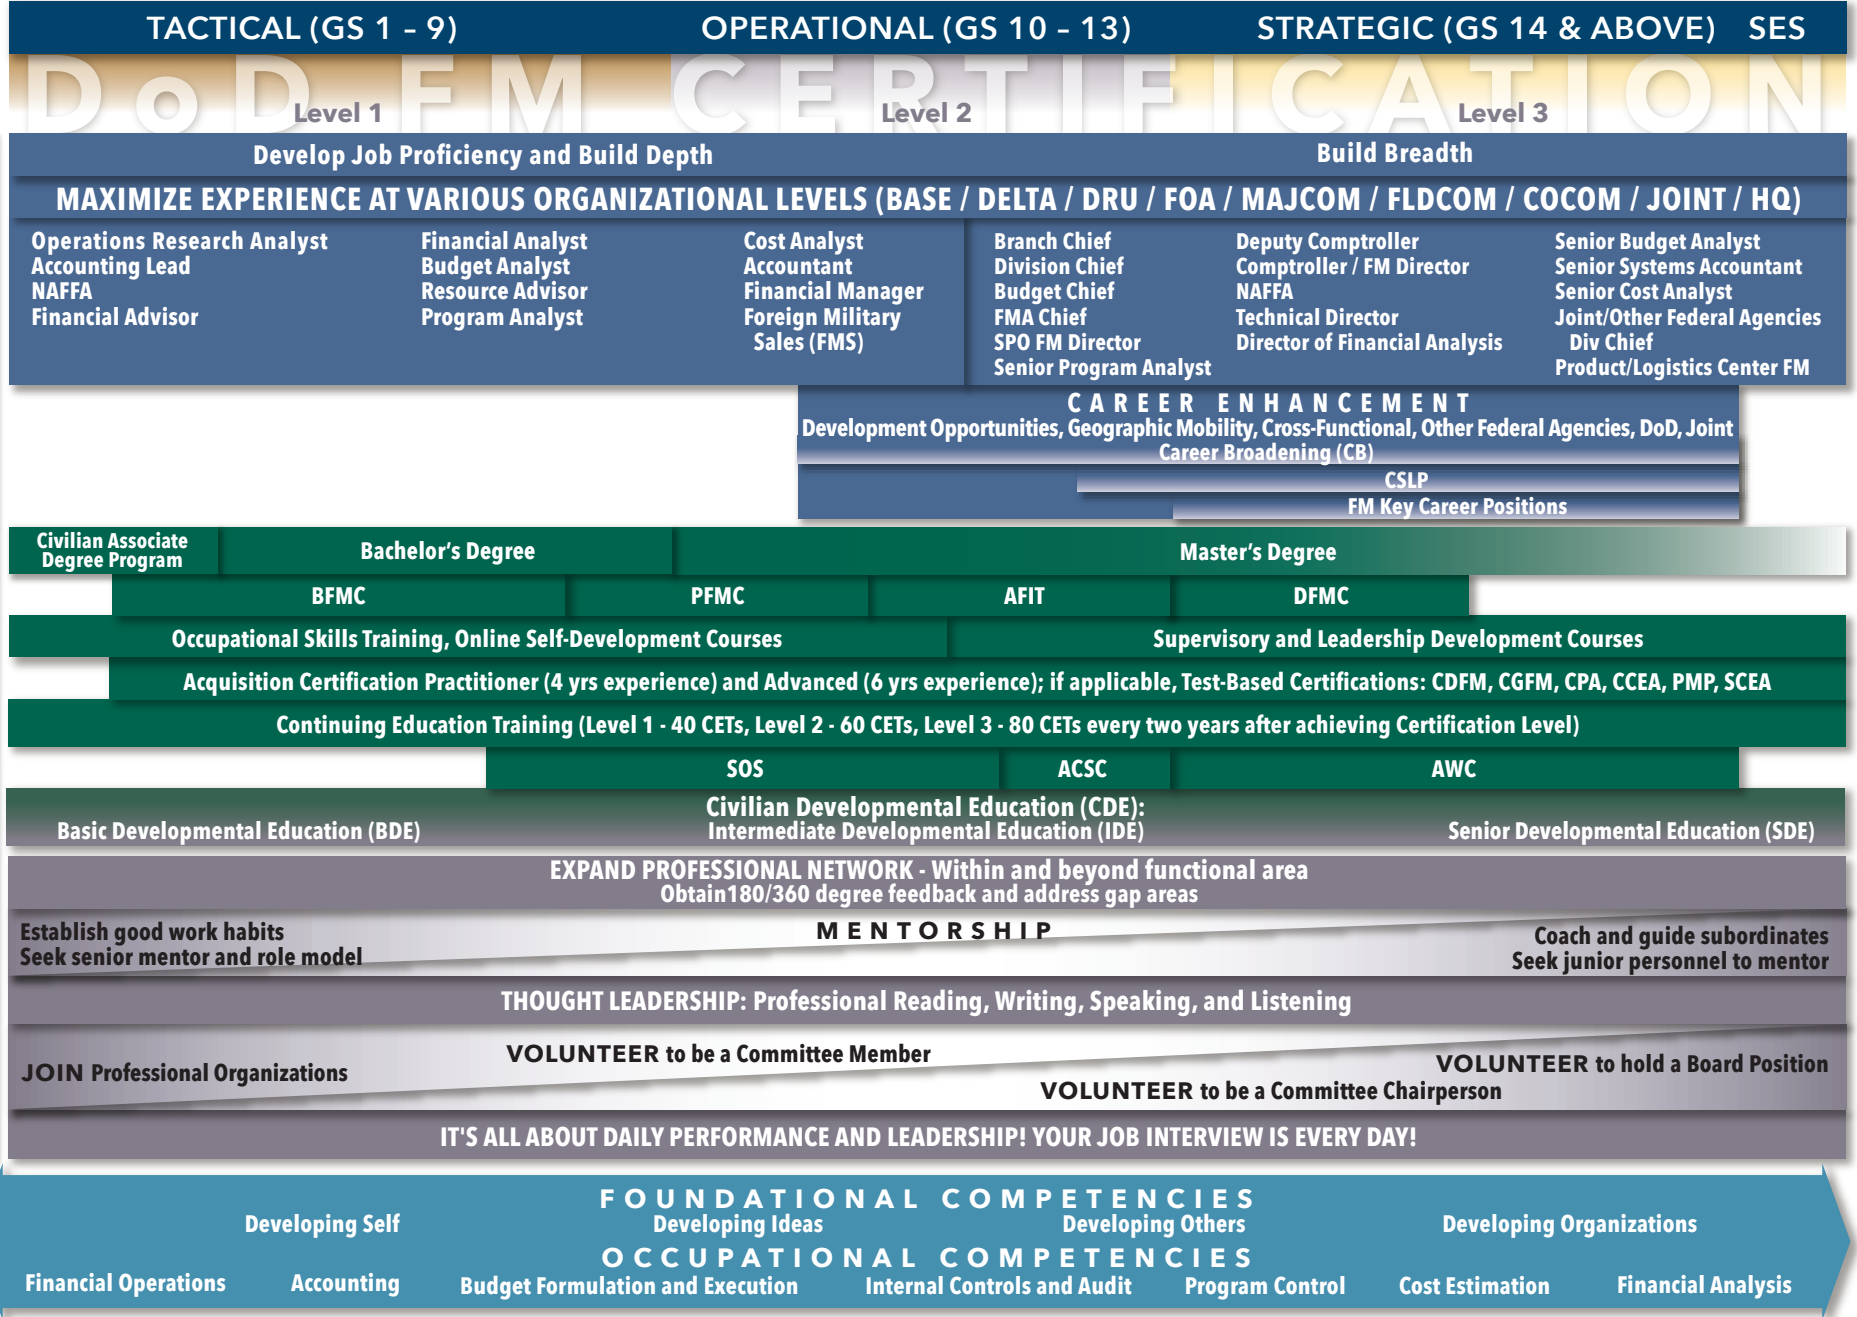 TACTICAL (GS 1 – 9) OPERATIONAL (GS 10 – 13) STRATEGIC (GS 14 & ABOVE) SES
DoD FM CERTIFICATION
Level 1 Level 2 Level 3
Develop Job Proficiency and Build Depth Build Breadth
MAXIMIZE EXPERIENCE AT VARIOUS ORGANIZATIONAL LEVELS (BASE / DELTA / DRU / FOA / MAJCOM / FLDCOM / COCOM / JOINT / HQ)
Operations Research Analyst
Accounting Lead
NAFFA
Financial Advisor
Financial Analyst
Budget Analyst
Resource Advisor
Program Analyst
Cost Analyst
Accountant
Financial Manager
Foreign Military
Sales (FMS)
Branch Chief
Division Chief
Budget Chief
FMA Chief
SPO FM Director
Senior Program Analyst
Deputy Comptroller
Comptroller / FM Director
NAFFA
Technical Director
Director of Financial Analysis
Senior Budget Analyst
Senior Systems Accountant
Senior Cost Analyst
Joint/Other Federal Agencies
Div Chief
Product/Logistics Center FM
CAREER ENHANCEMENT
Development Opportunities, Geographic Mobility, Cross-Functional, Other Federal Agencies, DoD, Joint
Career Broadening (CB)
CSLP
FM Key Career Positions
Civilian Associate
Degree Program
Bachelor's Degree
Master's Degree
BFMC PFMC AFIT DFMC
Occupational Skills Training, Online Self-Development Courses Supervisory and Leadership Development Courses
Acquisition Certification Practitioner (4 yrs experience) and Advanced (6 yrs experience); if applicable, Test-Based Certifications: CDFM, CGFM, CPA, CCEA, PMP, SCEA
Continuing Education Training (Level 1 - 40 CETs, Level 2 - 60 CETs, Level 3 - 80 CETs every two years after achieving Certification Level)
SOS ACSC AWC
Civilian Developmental Education (CDE):
Basic Developmental Education (BDE) Intermediate Developmental Education (IDE) Senior Developmental Education (SDE)
EXPAND PROFESSIONAL NETWORK - Within and beyond functional area
Obtain180/360 degree feedback and address gap areas
MENTORSHIP
Establish good work habits
Seek senior mentor and role model
Coach and guide subordinates
Seek junior personnel to mentor
THOUGHT LEADERSHIP: Professional Reading, Writing, Speaking, and Listening
JOIN Professional Organizations
VOLUNTEER to be a Committee Member
VOLUNTEER to be a Committee Chairperson
VOLUNTEER to hold a Board Position
IT'S ALL ABOUT DAILY PERFORMANCE AND LEADERSHIP! YOUR JOB INTERVIEW IS EVERY DAY!
FOUNDATIONAL COMPETENCIES
Developing Self Developing Ideas Developing Others Developing Organizations
OCCUPATIONAL COMPETENCIES
Financial Operations Accounting Budget Formulation and Execution Internal Controls and Audit Program Control Cost Estimation Financial Analysis